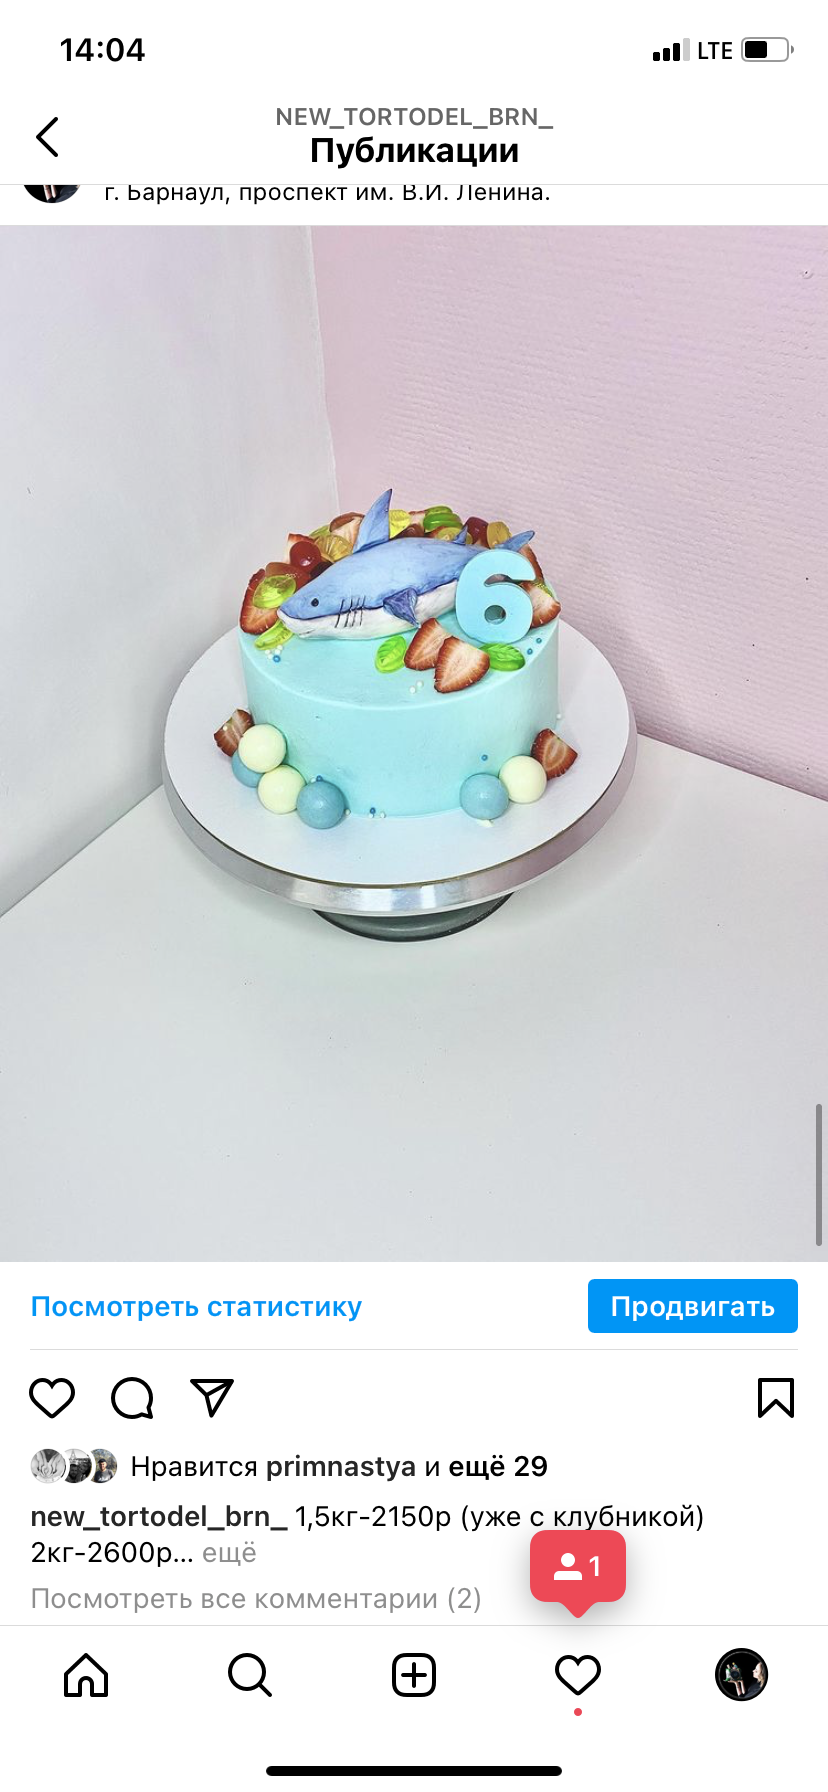 14:04
LTE
NEW_TORTODEL_BRN_
Публикации
г. Барнаул, проспект им. В.И. Ленина.
6
Посмотреть статистику
Продвигать
Нравится primnastya и ещё 29
new_tortodel_brn_ 1,5кг-2150р (уже с клубникой)
2кг-2600р... ещё
1
Посмотреть все комментарии (2)